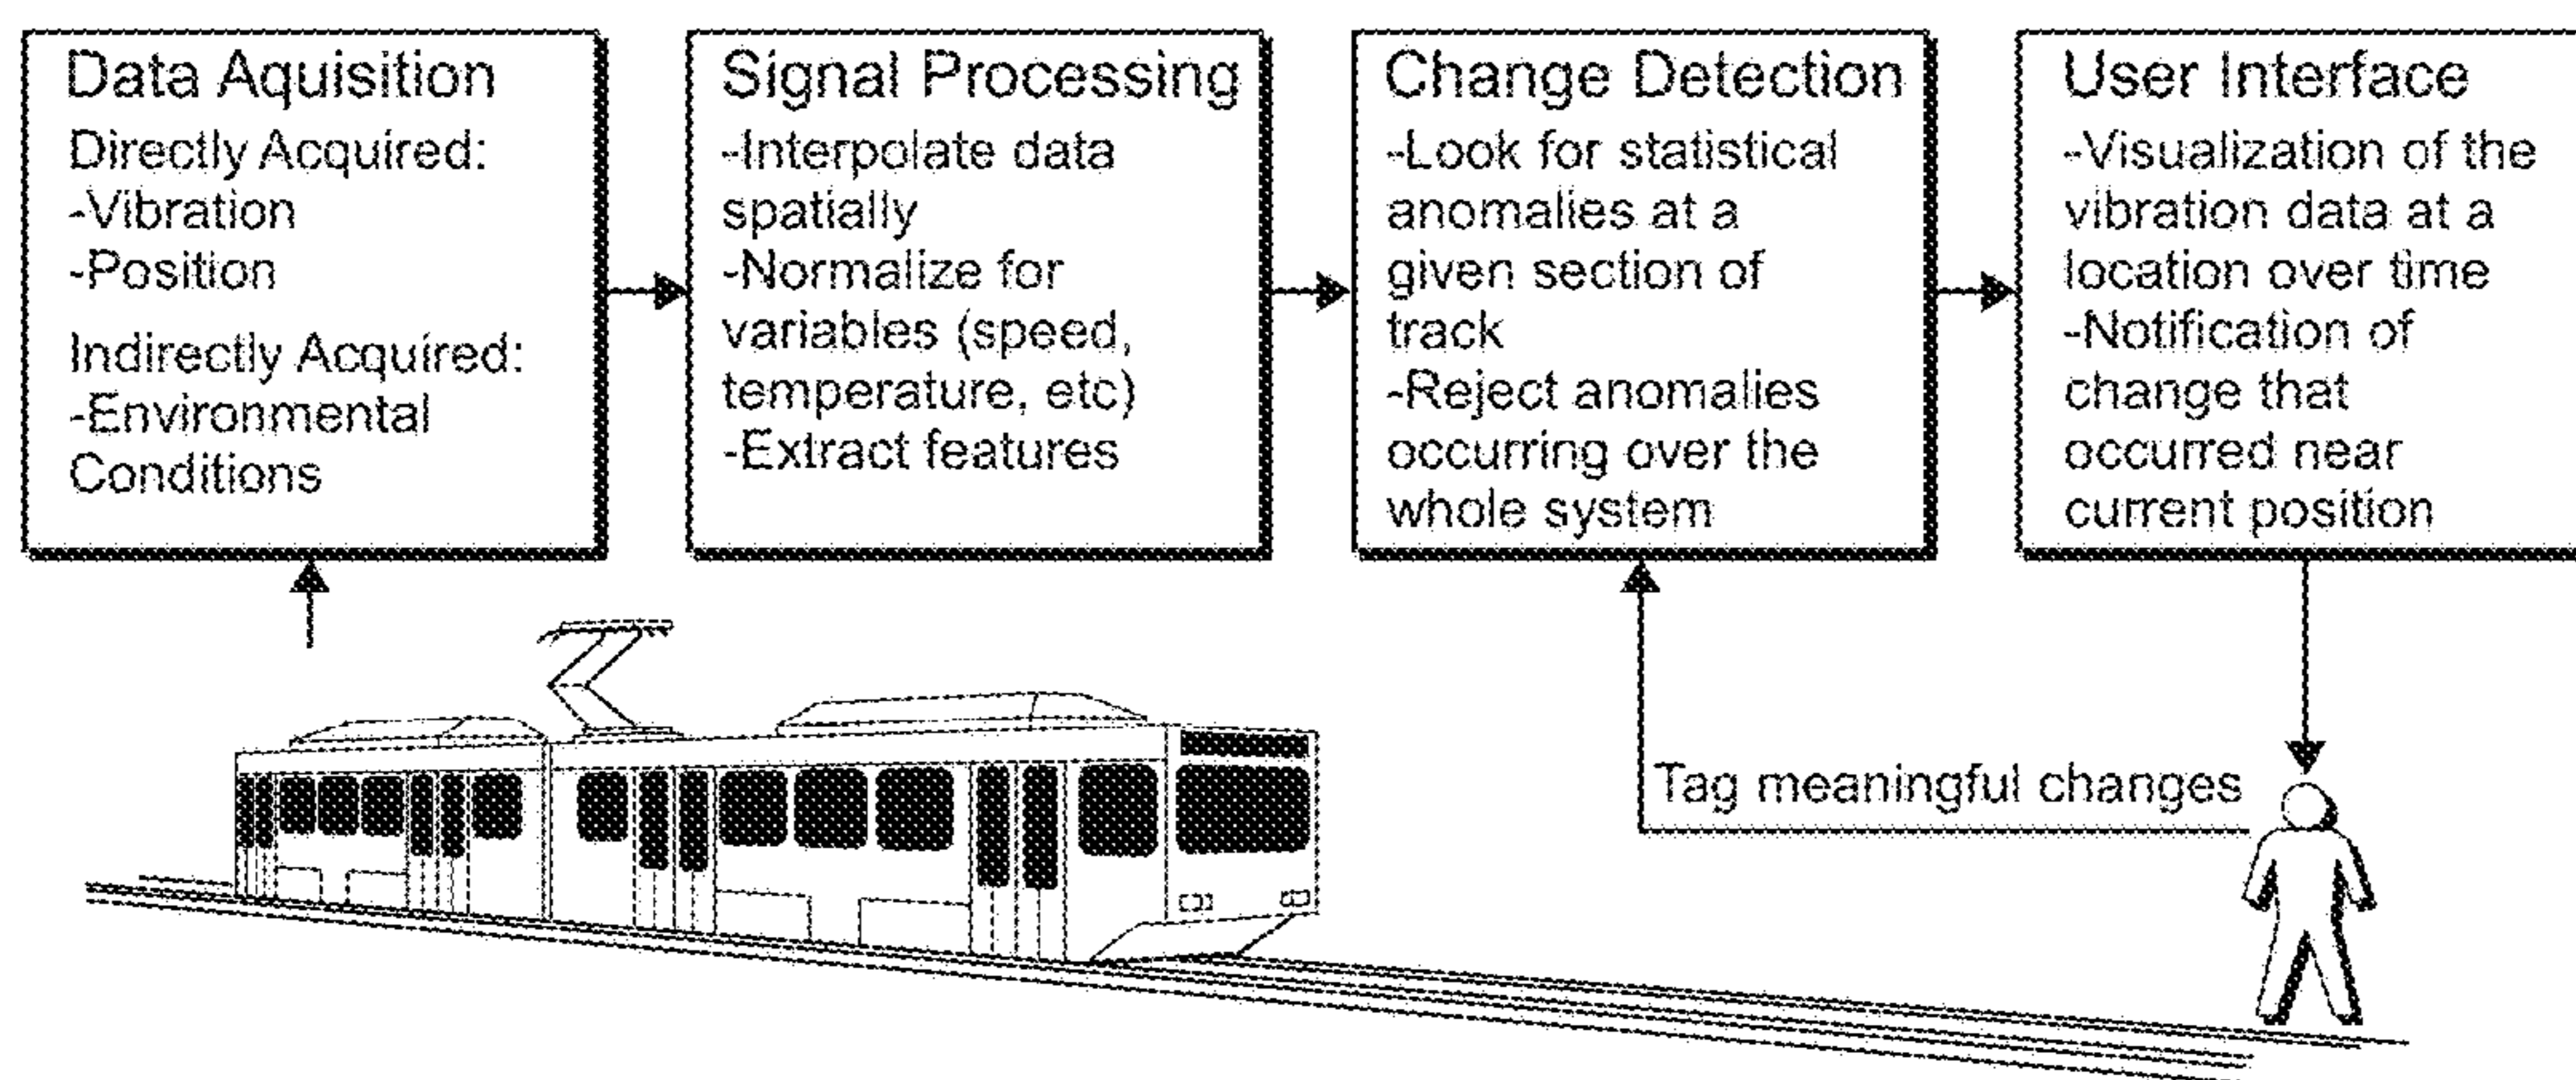 Data Aquisition
Directly Acquired:
-Vibration
-Position
Indirectly Acquired:
-Environmental
Conditions
Signal Processing
-Interpolate data
spatially
-Normalize for
variables (speed,
temperature, etc)
-Extract features
Change Detection
-Look for statistical
anomalies at a
given section of
track
-Reject anomalies
occurring over the
whole system
User Interface
-Visualization of the
vibration data at a
location over time
-Notification of
change that
occurred near
current position
Tag meaningful changes